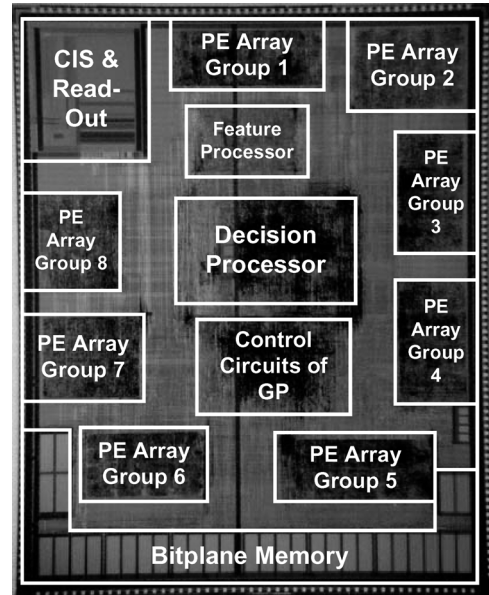 CIS &
Read-
Out
PE Array
Group 1
PE Array
Group 2
Feature
Processor
PE
Array
Group
3
PE
Array
Group 8
Decision
Processor
PE
Array
Group
4
PE Array
Group 7
Control
Circuits of
GP
PE Array
Group 6
PE Array
Group 5
Bitplane Memory